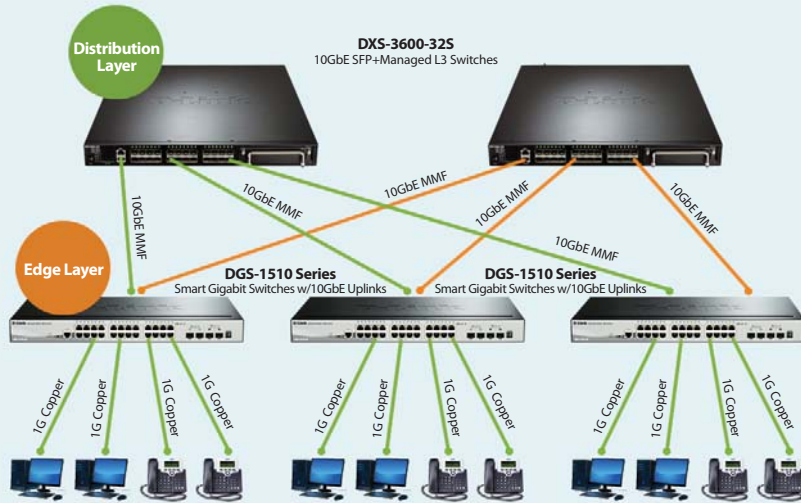 Distribution
Layer
DXS-3600-32S
10GbE SFP+Managed L3 Switches
10GbE MMF
10GbE MMF
10GbE MMF
10GbE MMF
10GbE MMF
10GbE MMF
Edge Layer
DGS-1510 Series
Smart Gigabit Switches w/10GbE Uplinks
DGS-1510 Series
Smart Gigabit Switches w/10GbE Uplinks
1G Copper
1G Copper
1G Copper
1G Copper
1G Copper
1G Copper
1G Copper
1G Copper
1G Copper
1G Copper
1G Copper
1G Copper